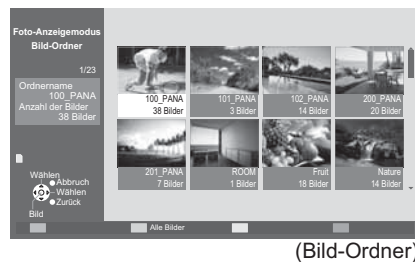 Foto-Anzeigemodus
Bild-Ordner
1/23
Ordnername
100_PANA
Anzahl der Bilder
38 Bilder
Wählen
Abbruch
Wählen
Zurück
Bild
100_PANA
38 Bilder
101_PANA
3 Bilder
102_PANA
14 Bilder
200_PANA
20 Bilder
201_PANA
7 Bilder
ROOM
1 Bilder
Fruit
18 Bilder
Nature
14 Bilder
Alle Bilder
(Bild-Ordner)